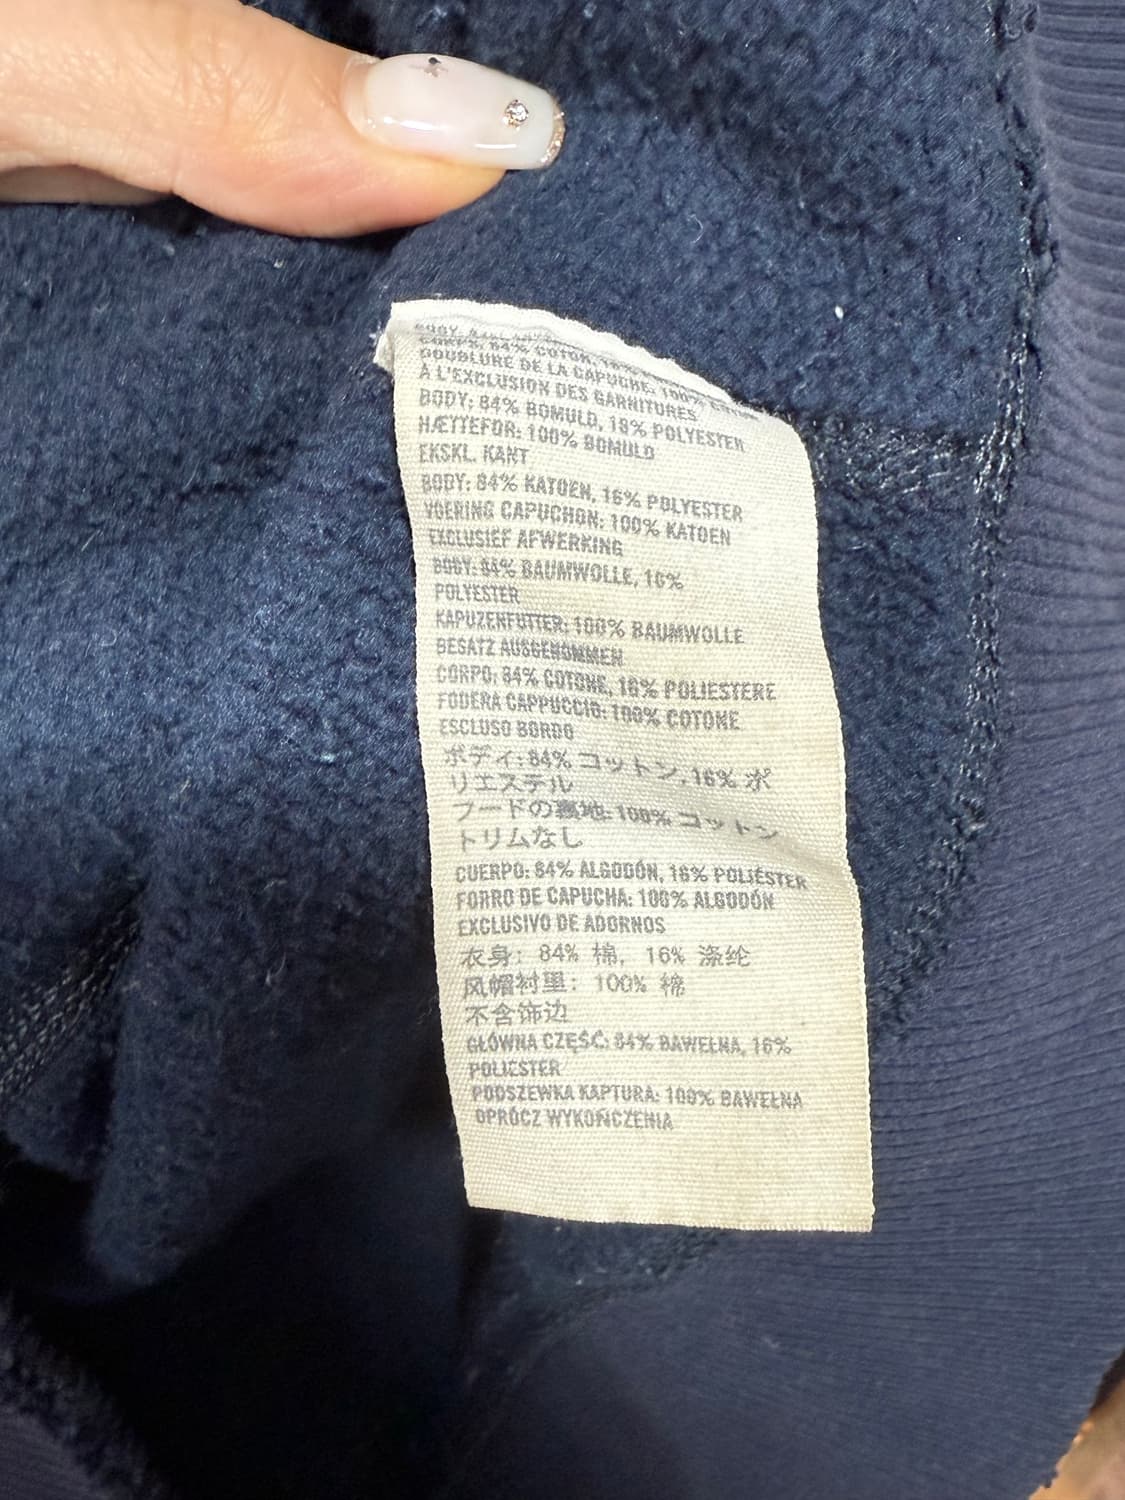 BODY: 84%
CORPS: 84% COTON, 16%
DOUBLURE DE LA CAPUCHE: 100% COTON
À L'EXCLUSION DES GARNITURES
BODY: 84% BOMULD, 16% POLYESTER
HÆTTEFOR: 100% BOMULD
EKSKL. KANT
BODY: 84% KATOEN, 16% POLYESTER
VOERING CAPUCHON: 100% KATOEN
EXCLUSIEF AFWERKING
BODY: 84% BAUMWOLLE, 16%
POLYESTER
KAPUZENFUTTER: 100% BAUMWOLLE
BESATZ AUSGENOMMEN
CORPO: 84% COTONE, 16% POLIESTERE
FODERA CAPPUCCIO: 100% COTONE
ESCLUSO BORDO
ボディ: 84% コットン, 16% ポ
リエステル
フードの裏地: 100% コットン
トリムなし
CUERPO: 84% ALGODÓN, 16% POLIÉSTER
FORRO DE CAPUCHA: 100% ALGODÓN
EXCLUSIVO DE ADORNOS
衣身: 84% 棉, 16% 涤纶
风帽衬里: 100% 棉
不含饰边
GŁÓWNA CZĘŚĆ: 84% BAWEŁNA, 16%
POLIESTER
PODSZEWKA KAPTURA: 100% BAWEŁNA
OPRÓCZ WYKOŃCZENIA